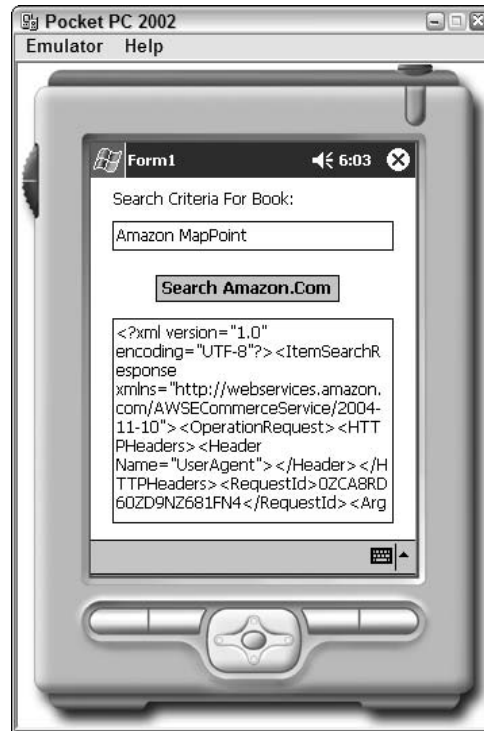 Pocket PC 2002
Emulator Help
Form1 6:03
Search Criteria For Book:
Amazon MapPoint
Search Amazon.Com
<?xml version="1.0"
encoding="UTF-8"?><ItemSearchR
esponse
xmlns="http://webservices.amazon.
com/AWSECommerceService/2004-
11-10"><OperationRequest><HTT
PHeaders><Header
Name="UserAgent"></Header></H
TTPHeaders><RequestId>0ZCA8RD
60ZD9NZ681FN4</RequestId><Arg